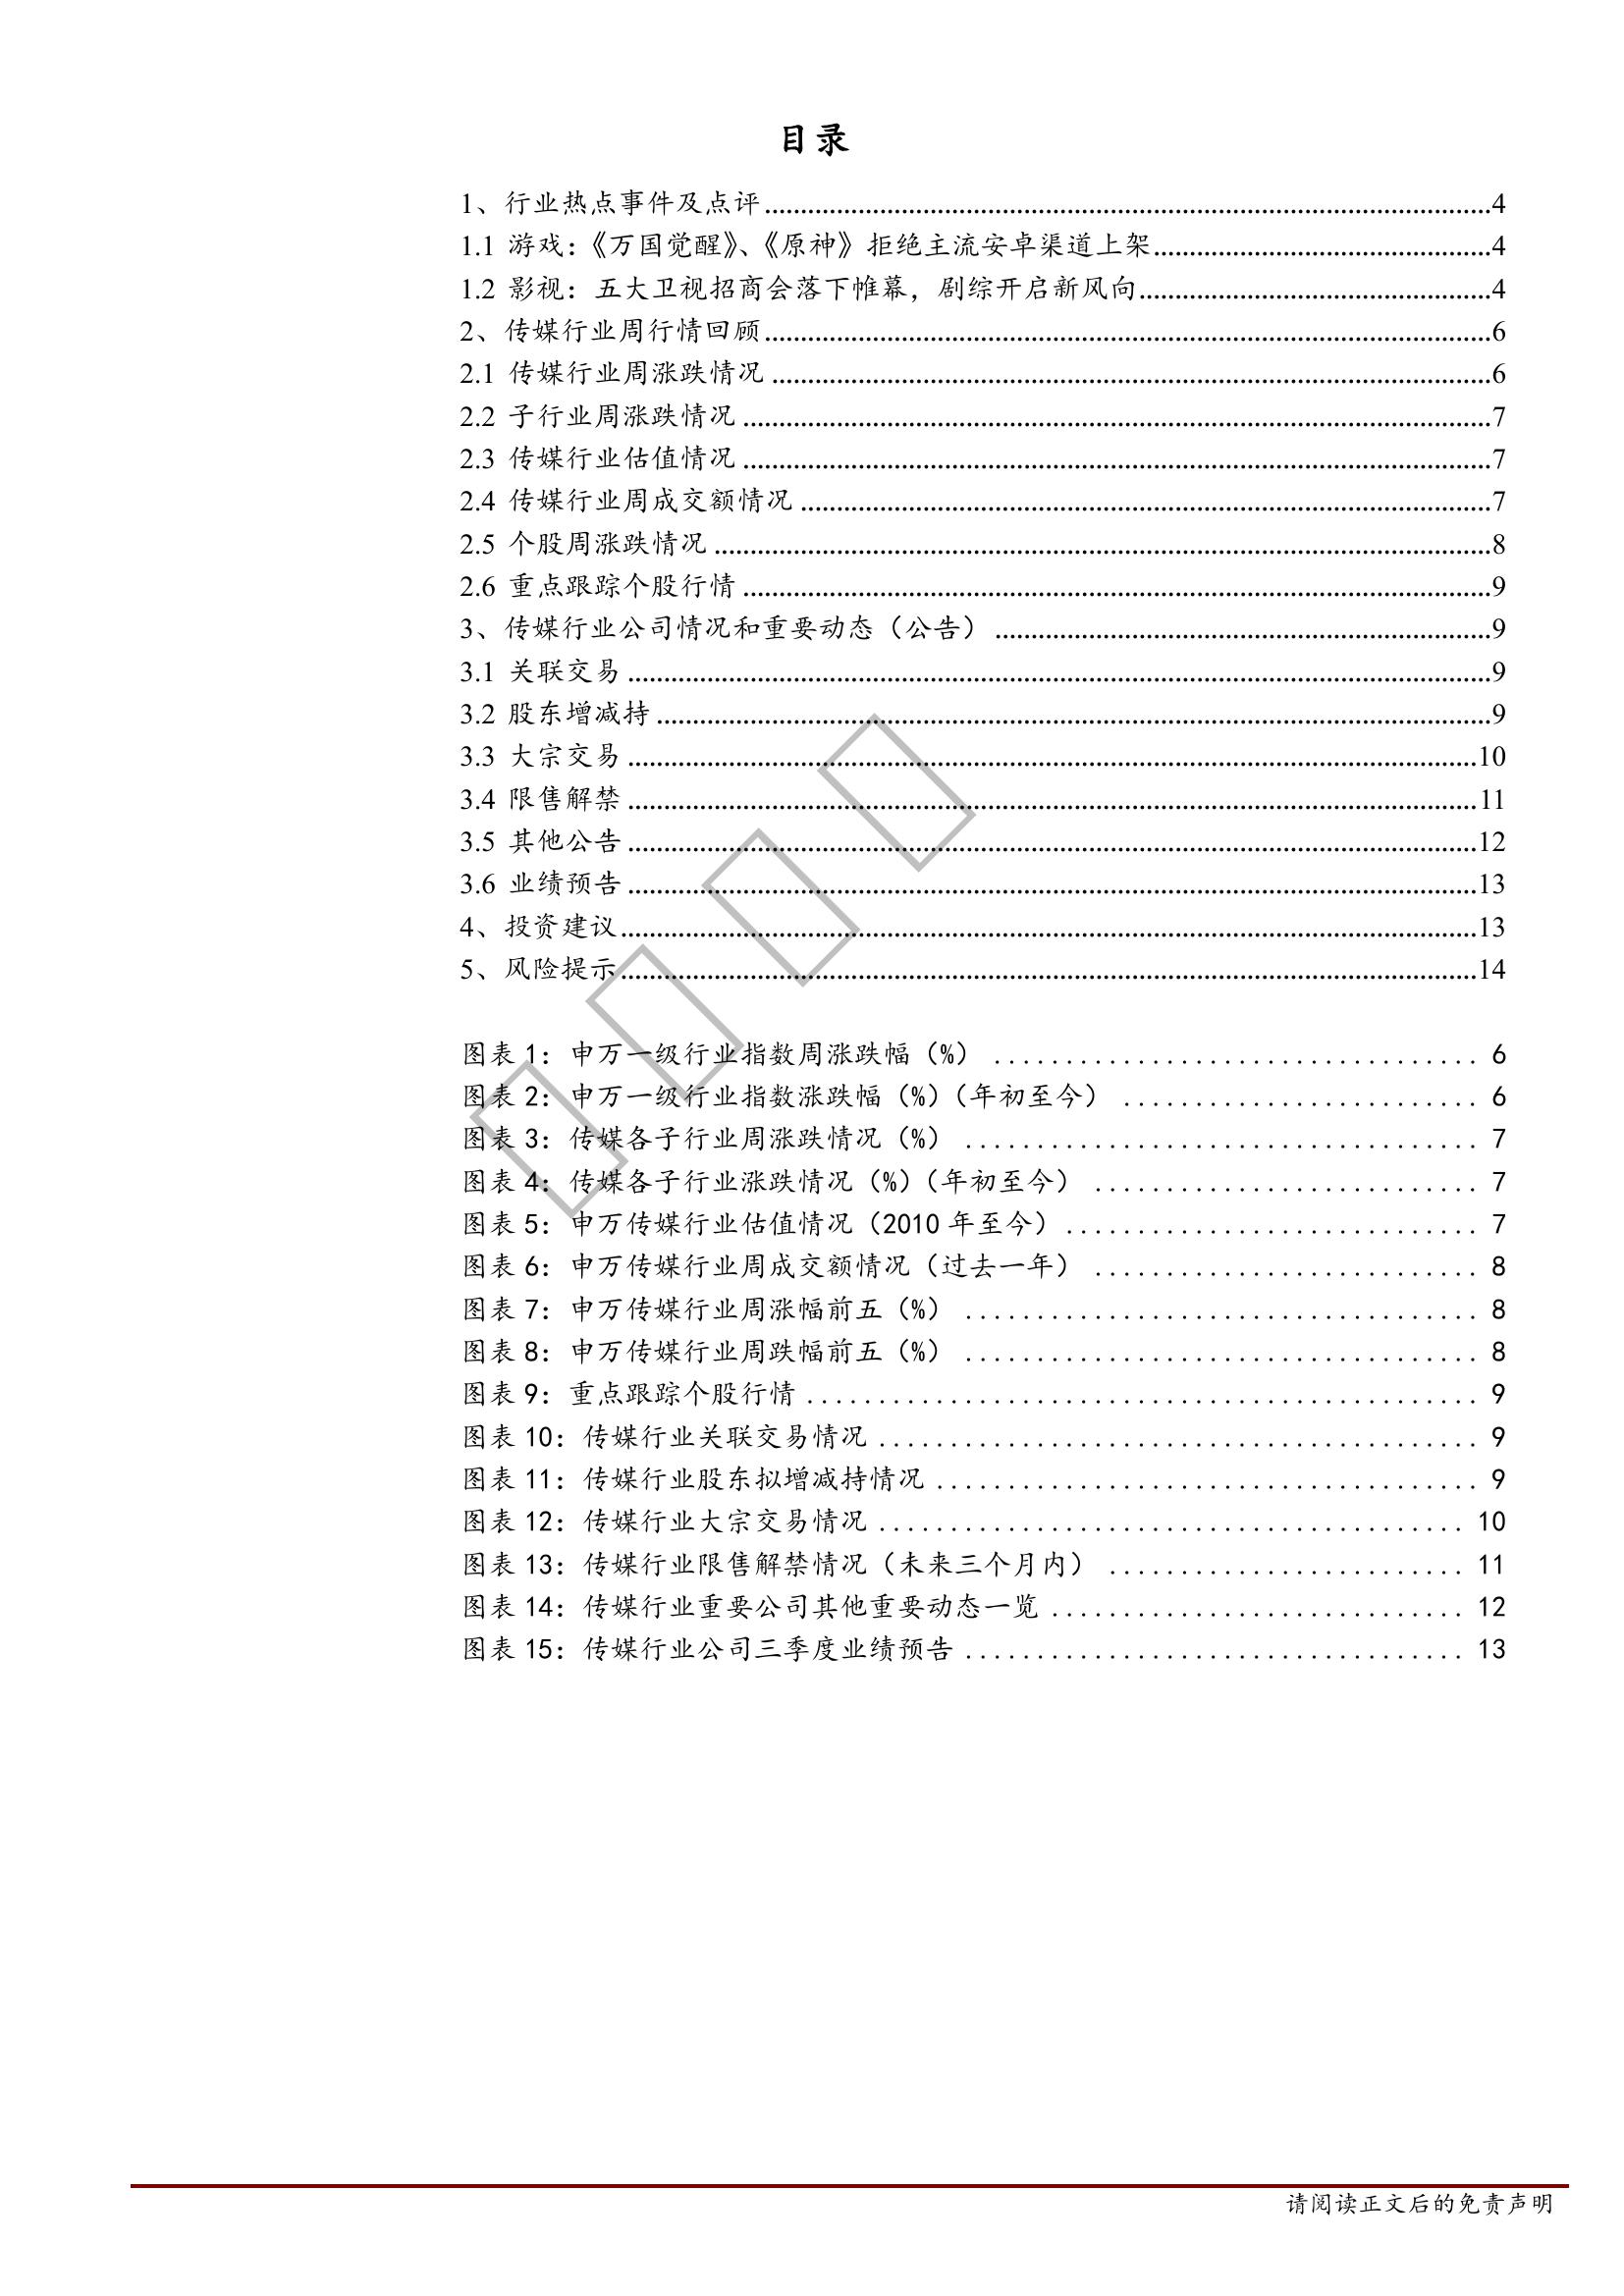 目录
1、行业热点事件及点评....................................................................................................4
1.1 游戏：《万国觉醒》、《原神》拒绝主流安卓渠道上架...............................................4
1.2 影视：五大卫视招商会落下帷幕，剧综开启新风向.................................................4
2、传媒行业周行情回顾....................................................................................................6
2.1 传媒行业周涨跌情况 ...................................................................................................6
2.2 子行业周涨跌情况 .......................................................................................................7
2.3 传媒行业估值情况 .......................................................................................................7
2.4 传媒行业周成交额情况 ...............................................................................................7
2.5 个股周涨跌情况 ...........................................................................................................8
2.6 重点跟踪个股行情 .......................................................................................................9
3、传媒行业公司情况和重要动态（公告） ....................................................................9
3.1 关联交易 .......................................................................................................................9
3.2 股东增减持 ...................................................................................................................9
3.3 大宗交易 .....................................................................................................................10
3.4 限售解禁 .....................................................................................................................11
3.5 其他公告 .....................................................................................................................12
3.6 业绩预告 .....................................................................................................................13
4、投资建议......................................................................................................................13
5、风险提示......................................................................................................................14
图表 1：申万一级行业指数周涨跌幅（%） .................................. 6
图表 2：申万一级行业指数涨跌幅（%）（年初至今） ......................... 6
图表 3：传媒各子行业周涨跌情况（%） .................................... 7
图表 4：传媒各子行业涨跌情况（%）（年初至今） ........................... 7
图表 5：申万传媒行业估值情况（2010 年至今）............................. 7
图表 6：申万传媒行业周成交额情况（过去一年） ........................... 8
图表 7：申万传媒行业周涨幅前五（%） .................................... 8
图表 8：申万传媒行业周跌幅前五（%） .................................... 8
图表 9：重点跟踪个股行情 ............................................... 9
图表 10：传媒行业关联交易情况 .......................................... 9
图表 11：传媒行业股东拟增减持情况 ...................................... 9
图表 12：传媒行业大宗交易情况 ......................................... 10
图表 13：传媒行业限售解禁情况（未来三个月内） ......................... 11
图表 14：传媒行业重要公司其他重要动态一览 ............................. 12
图表 15：传媒行业公司三季度业绩预告 ................................... 13
请阅读正文后的免责声明